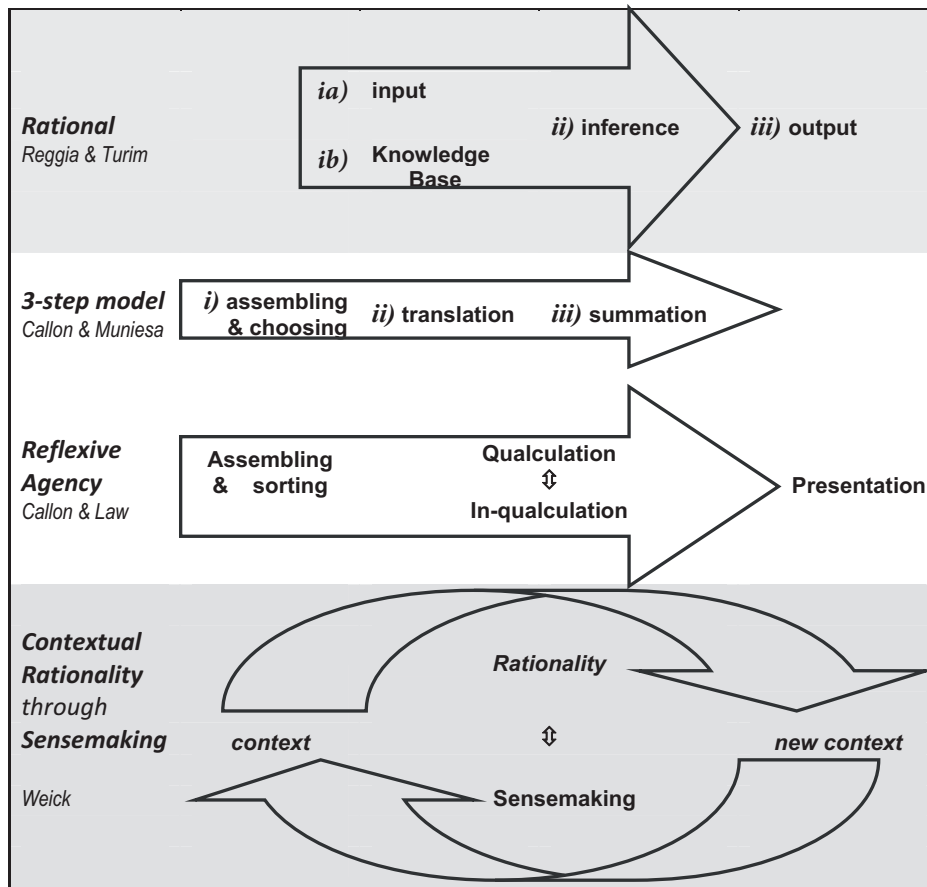 Rational
Reggia & Turim
ia) input
ib) Knowledge
Base
ii) inference
iii) output
3-step model
Callon & Muniesa
i) assembling
& choosing
ii) translation
iii) summation
Reflexive
Agency
Callon & Law
Assembling
& sorting
Qualculation
⇕
In-qualculation
Presentation
Contextual
Rationality
through
Sensemaking
Weick
context
Rationality
⇕
Sensemaking
new context